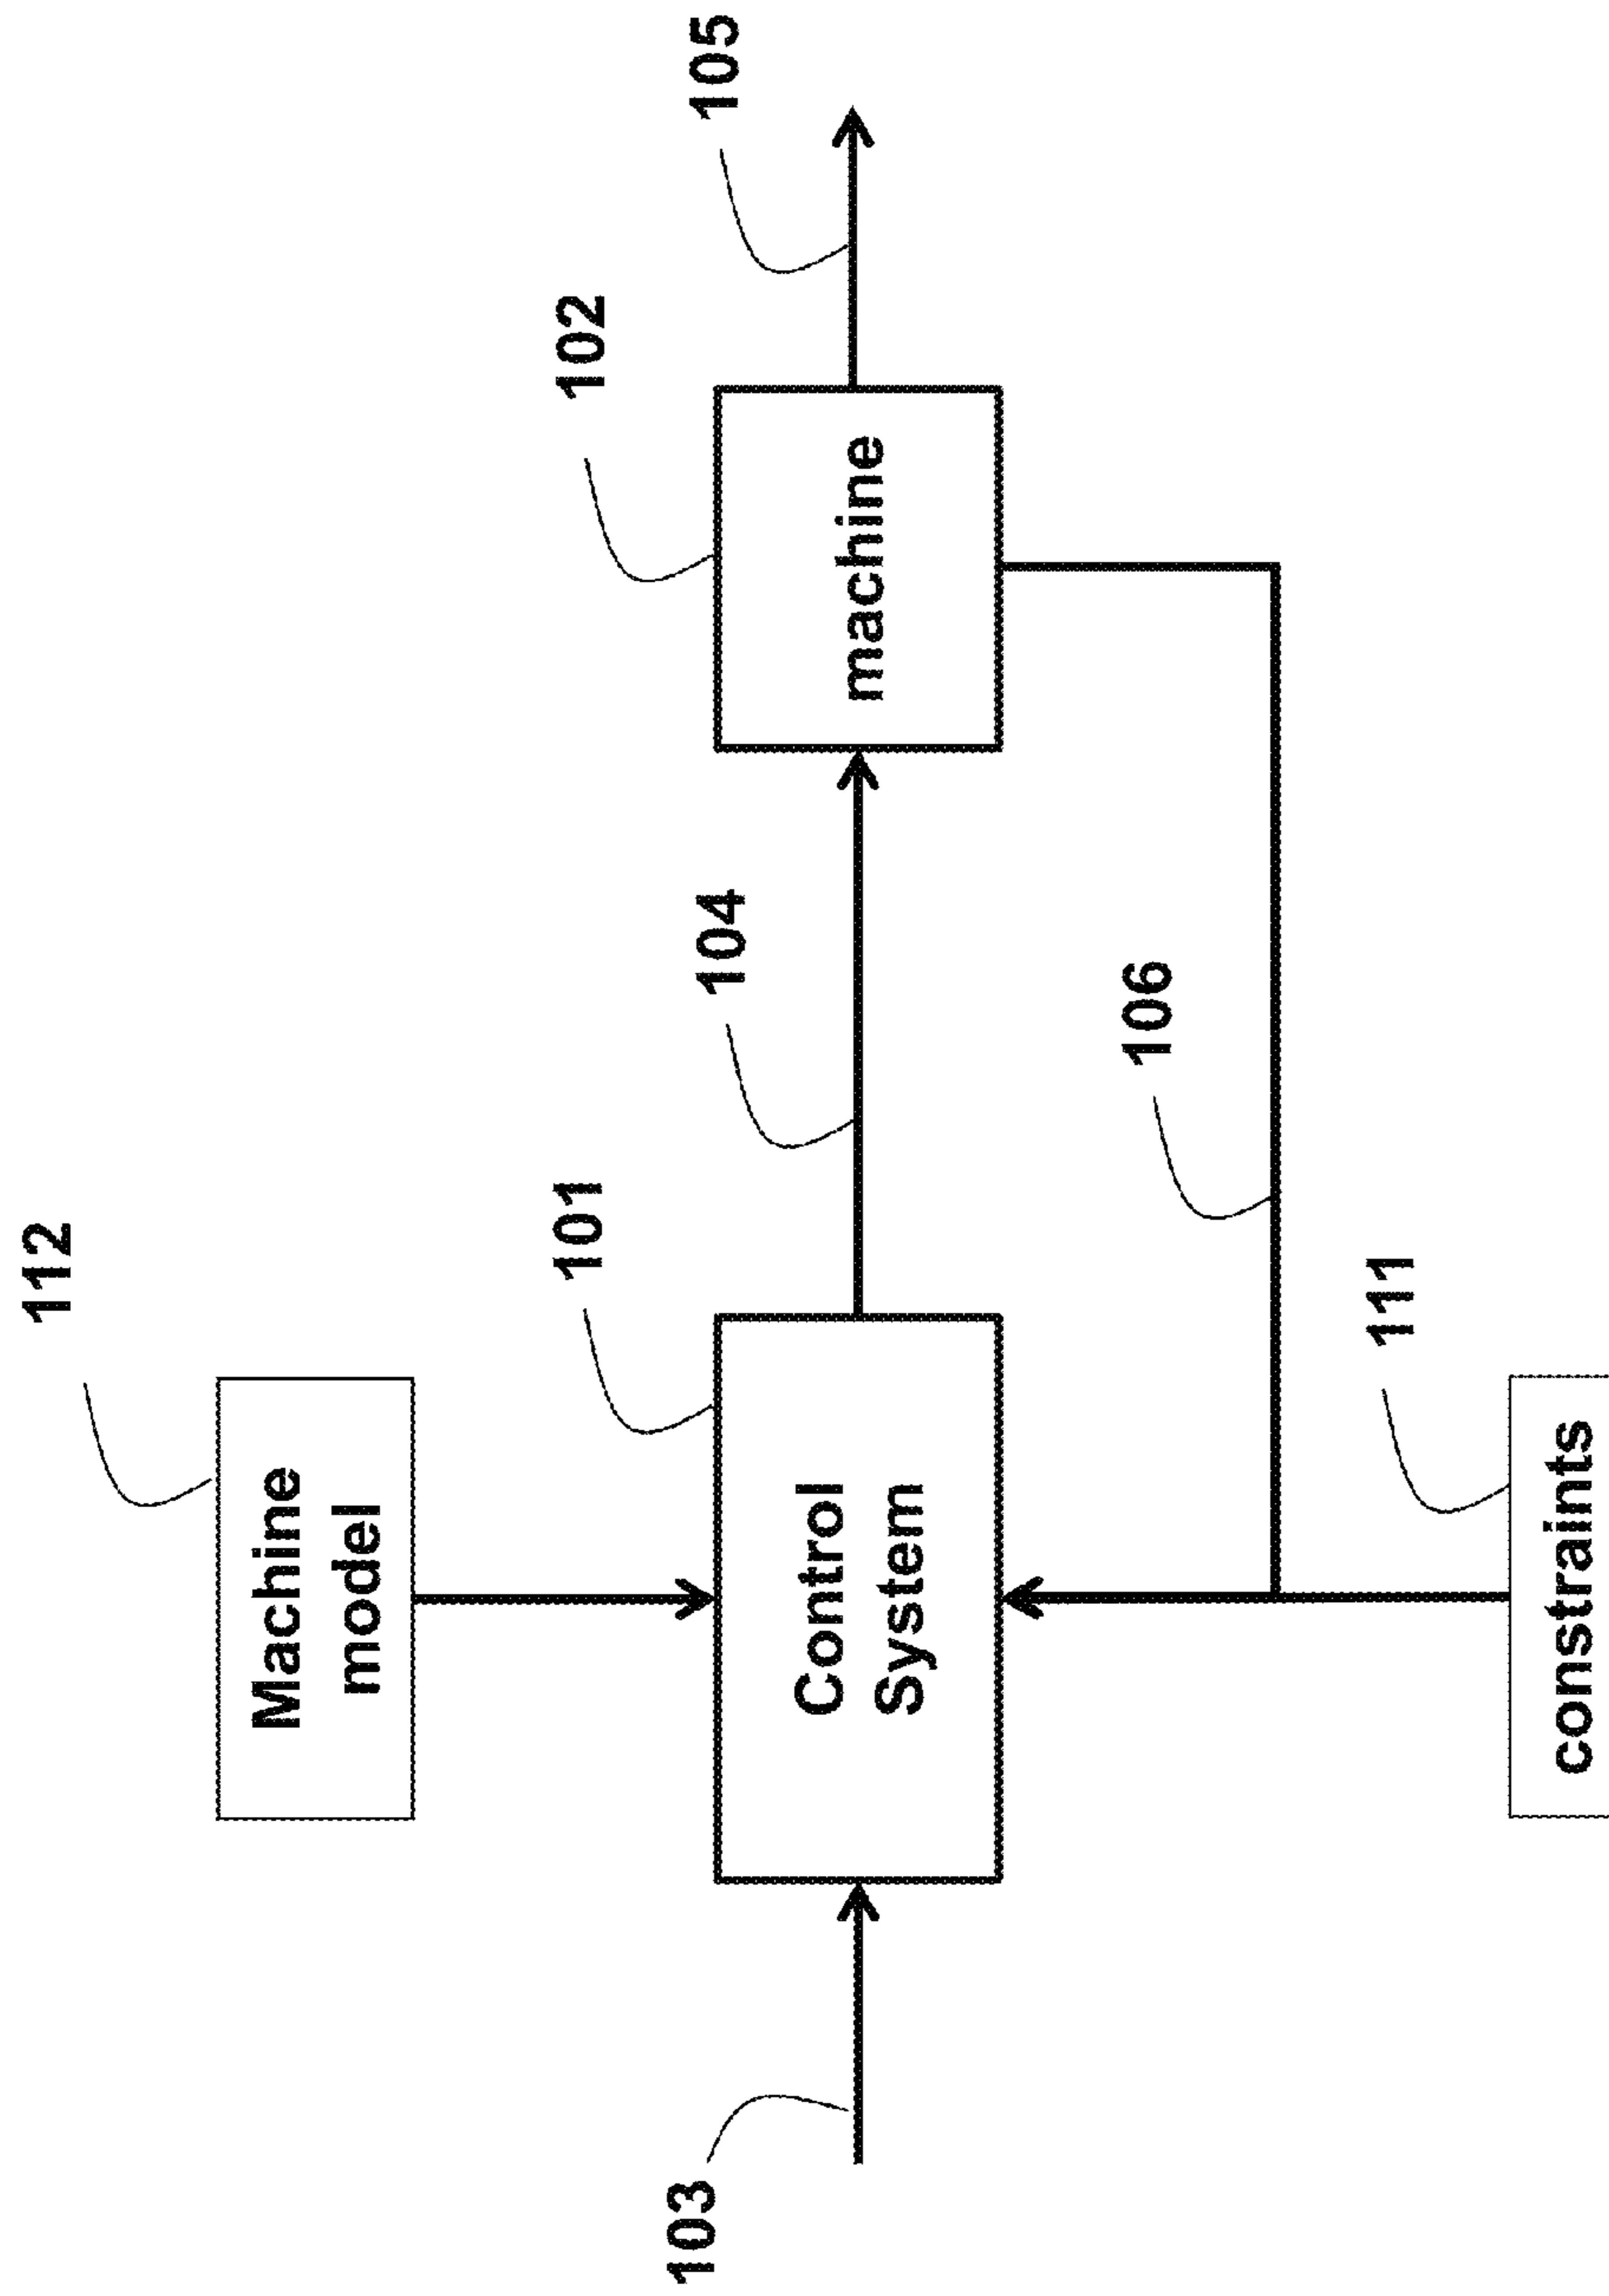 112
Machine
model
101
102
104
105
Control
System
machine
103
106
111
constraints